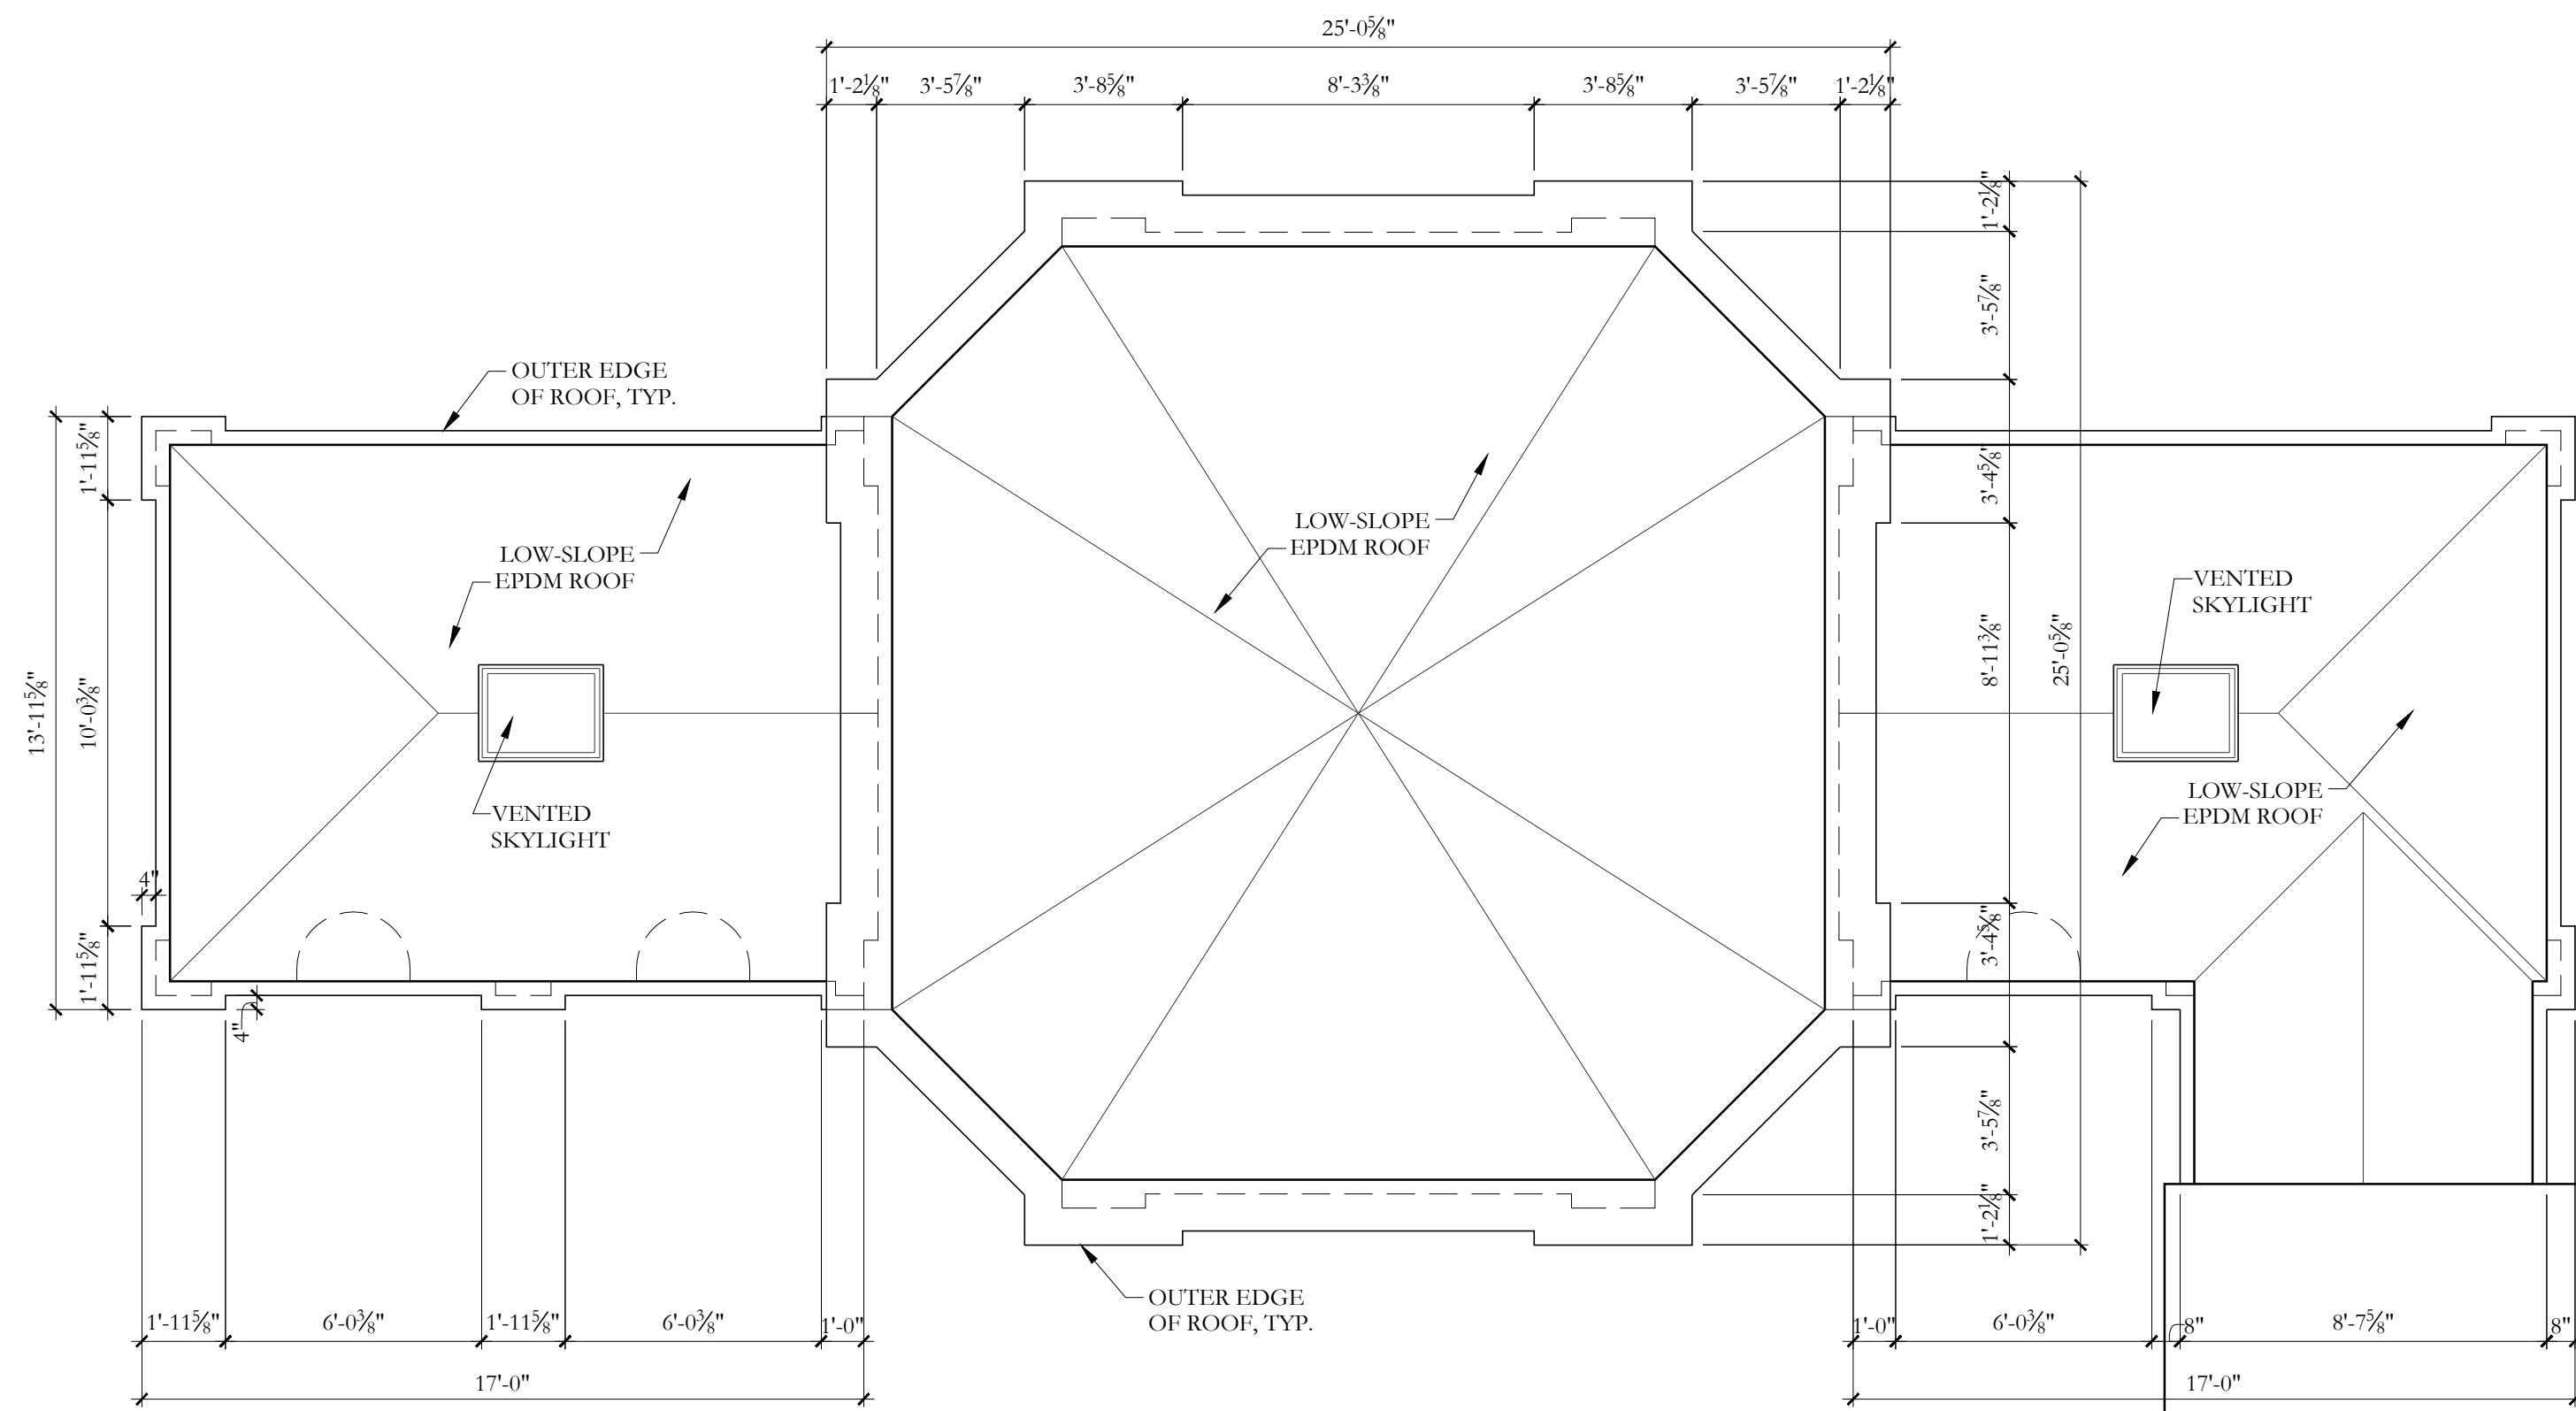 25'-0⅝"
1'-2⅛" 3'-5⅞" 3'-8⅝" 8'-3⅜" 3'-8⅝" 3'-5⅞" 1'-2⅛"
1'-2⅛"
3'-5⅞"
3'-4⅝"
8'-11⅜"
3'-4⅝"
3'-5⅞"
1'-2⅛"
25'-0⅝"
OUTER EDGE
OF ROOF, TYP.
13'-11⅝"
1'-11⅝"
10'-0⅜"
1'-11⅝"
4"
4"
LOW-SLOPE
EPDM ROOF
VENTED
SKYLIGHT
LOW-SLOPE
EPDM ROOF
VENTED
SKYLIGHT
LOW-SLOPE
EPDM ROOF
OUTER EDGE
OF ROOF, TYP.
1'-11⅝" 6'-0⅜" 1'-11⅝" 6'-0⅜" 1'-0"
17'-0"
1'-0" 6'-0⅜" 8" 8'-7⅝" 8"
17'-0"